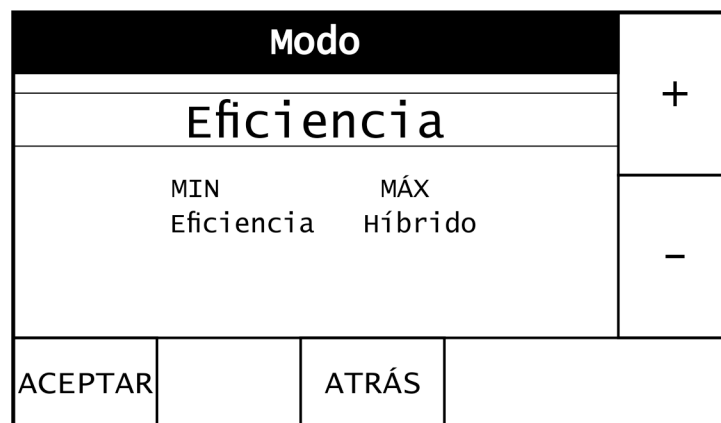 Modo
+
Eficiencia
MIN MÁX
Eficiencia Híbrido
-
ACEPTAR ATRÁS